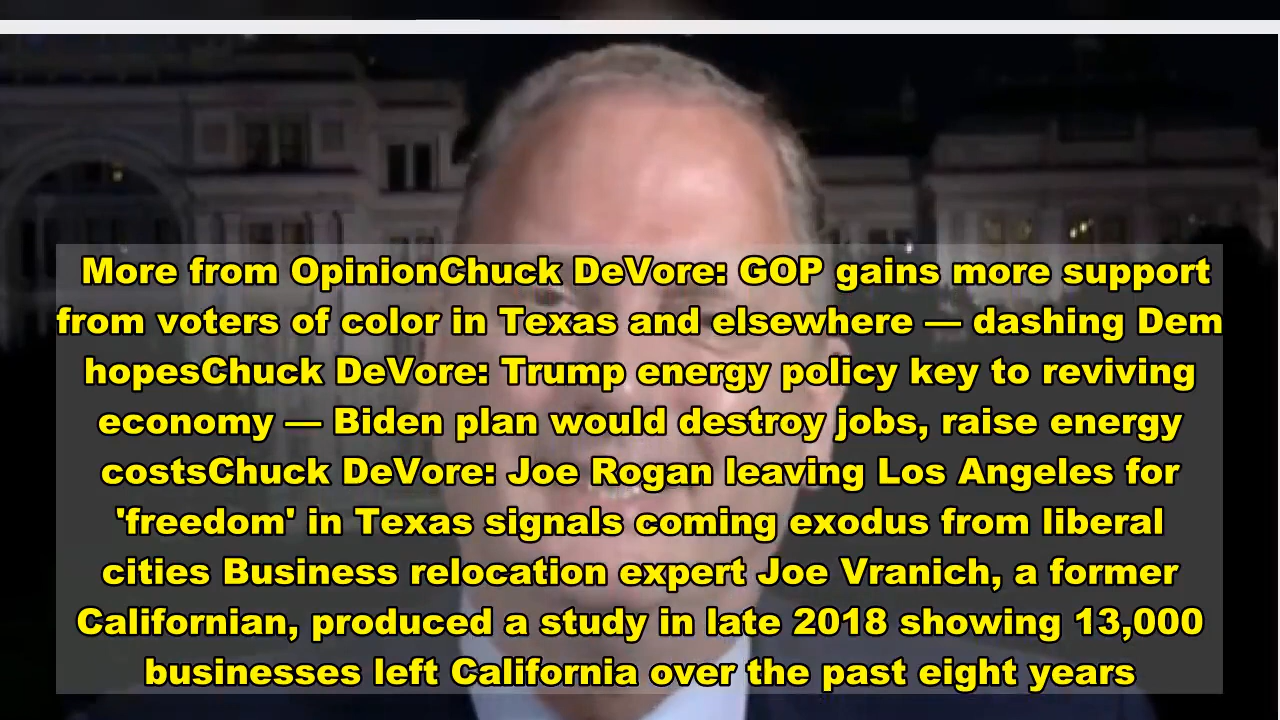 More from OpinionChuck DeVore: GOP gains more support
from voters of color in Texas and elsewhere — dashing Dem
hopesChuck DeVore: Trump energy policy key to reviving
economy — Biden plan would destroy jobs, raise energy
costsChuck DeVore: Joe Rogan leaving Los Angeles for
'freedom' in Texas signals coming exodus from liberal
cities Business relocation expert Joe Vranich, a former
Californian, produced a study in late 2018 showing 13,000
businesses left California over the past eight years